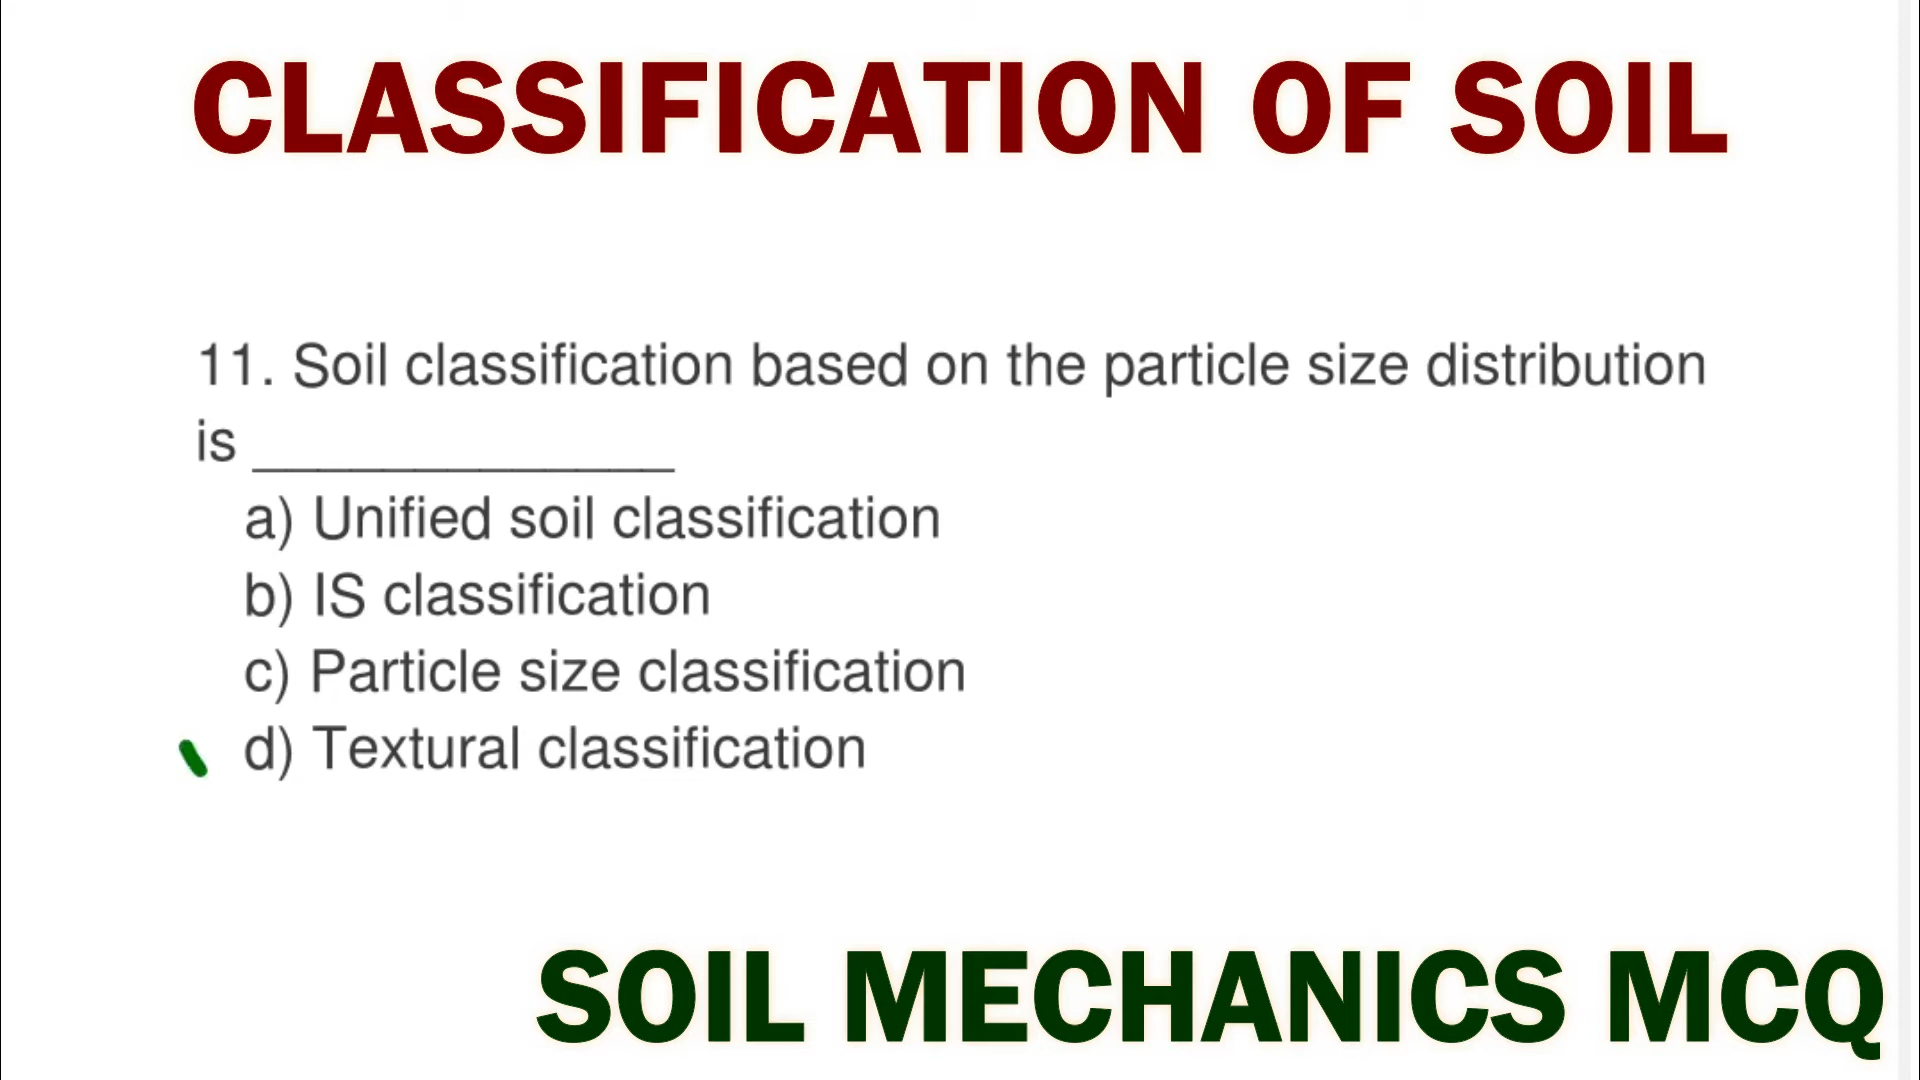 CLASSIFICATION OF SOIL
11. Soil classification based on the particle size distribution
is _____________
a) Unified soil classification
b) IS classification
c) Particle size classification
d) Textural classification
SOIL MECHANICS MCQ